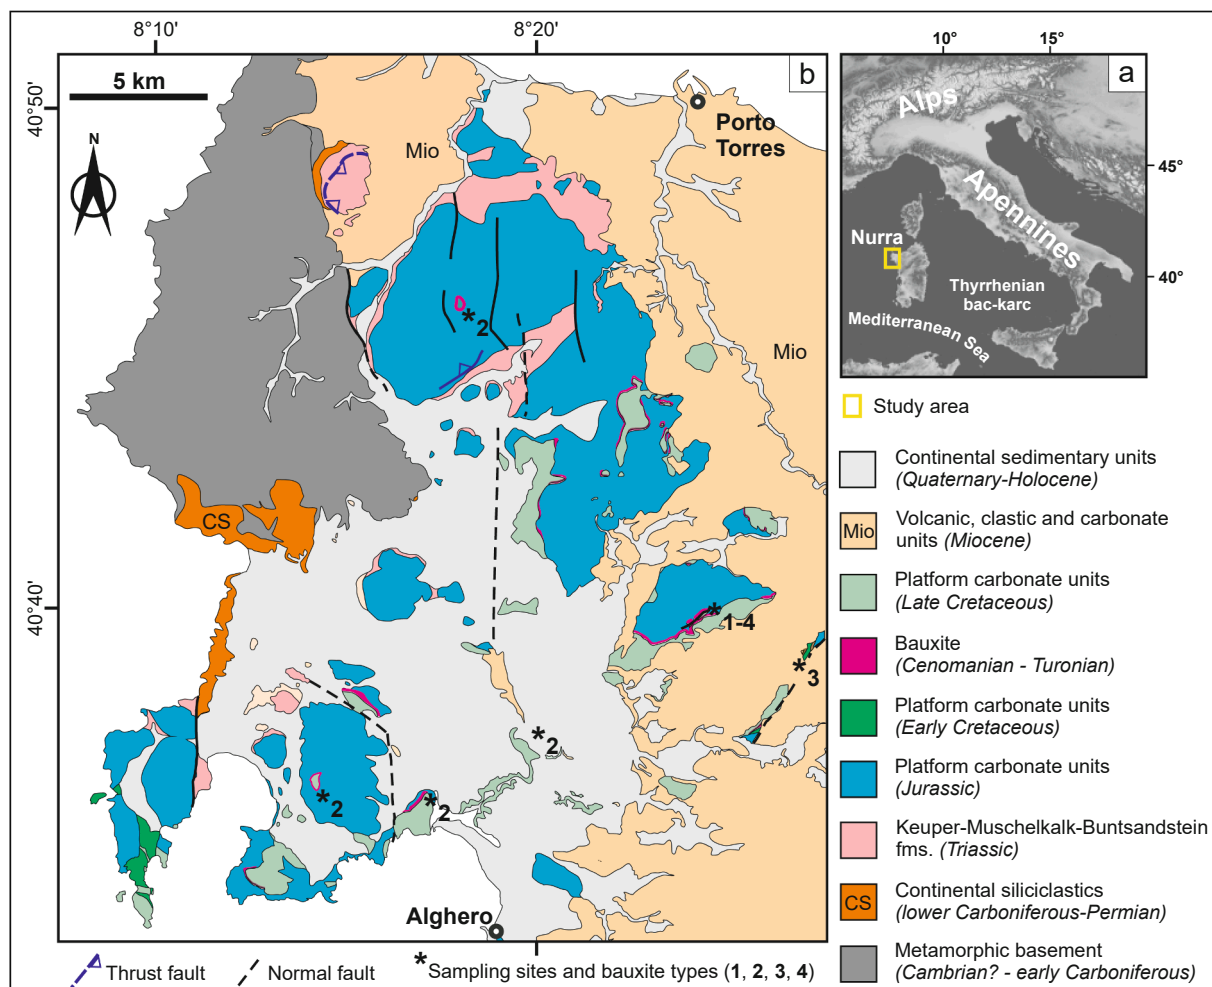 8°10'
8°20'
10°
15°
5 km
b
a
40°50'
N
Porto
Torres
Mio
Alps
45°
Apennines
Nurra
40°
Thyrrhenian
bac-karc
Mediterranean Sea
*2
Mio
Study area
CS
Continental sedimentary units
(Quaternary-Holocene)
Mio
Volcanic, clastic and carbonate
units (Miocene)
Platform carbonate units
(Late Cretaceous)
40°40'
*1-4
Bauxite
(Cenomanian - Turonian)
*3
Platform carbonate units
(Early Cretaceous)
*2
Platform carbonate units
(Jurassic)
*2
*2
Keuper-Muschelkalk-Buntsandstein
fms. (Triassic)
CS
Continental siliciclastics
(lower Carboniferous-Permian)
Alghero
Metamorphic basement
(Cambrian? - early Carboniferous)
Thrust fault
Normal fault
*Sampling sites and bauxite types (1, 2, 3, 4)